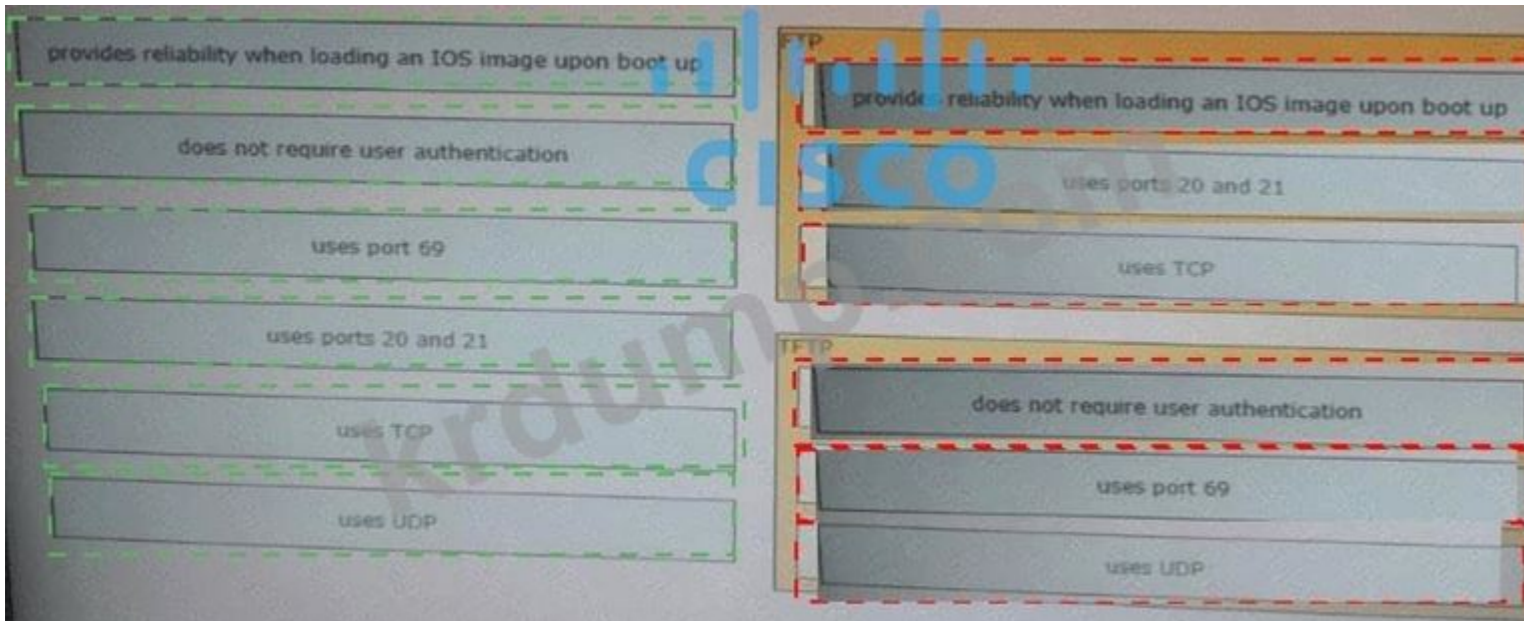 provides reliability when loading an IOS image upon boot up
does not require user authentication
uses port 69
uses ports 20 and 21
uses TCP
uses UDP
FTP
provides reliability when loading an IOS image upon boot up
uses ports 20 and 21
uses TCP
TFTP
does not require user authentication
uses port 69
uses UDP
CISCO